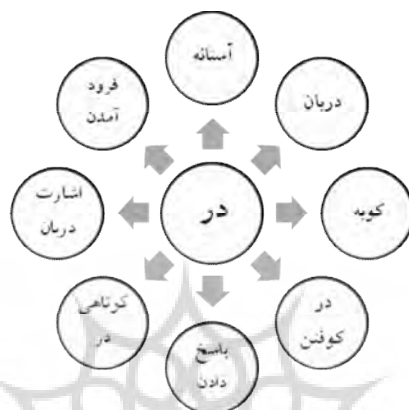 آستانه
دربان
کوبه
در
کوفتن
پاسخ
دادن
کوتاهی
در
اشارت
دربان
فرود
آمدن
در